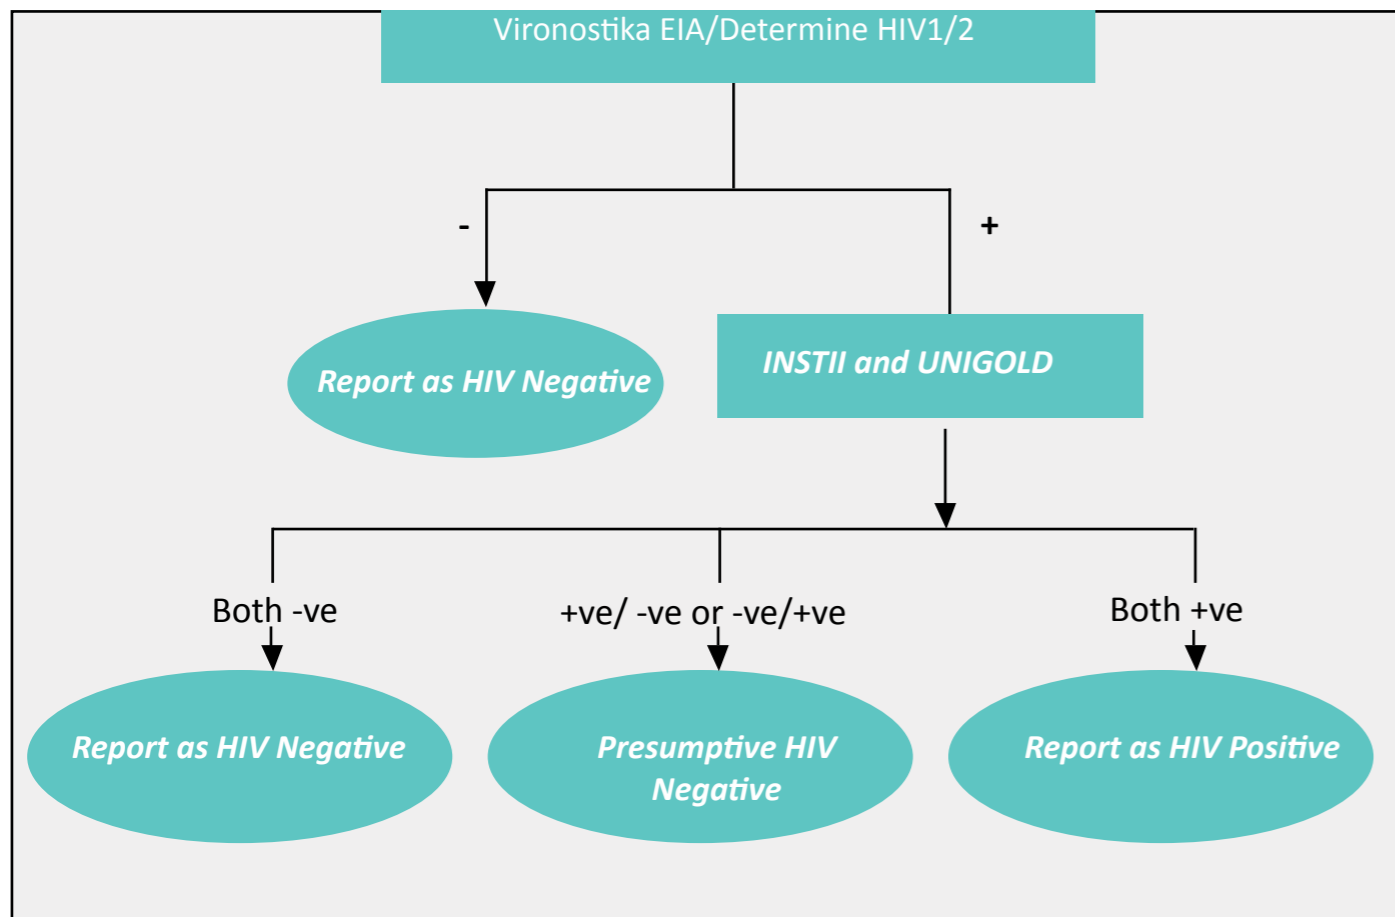 Vironostika EIA/Determine HIV1/2
-
+
Report as HIV Negative
INSTII and UNIGOLD
Both -ve
+ve/ -ve or -ve/+ve
Both +ve
Report as HIV Negative
Presumptive HIV
Negative
Report as HIV Positive